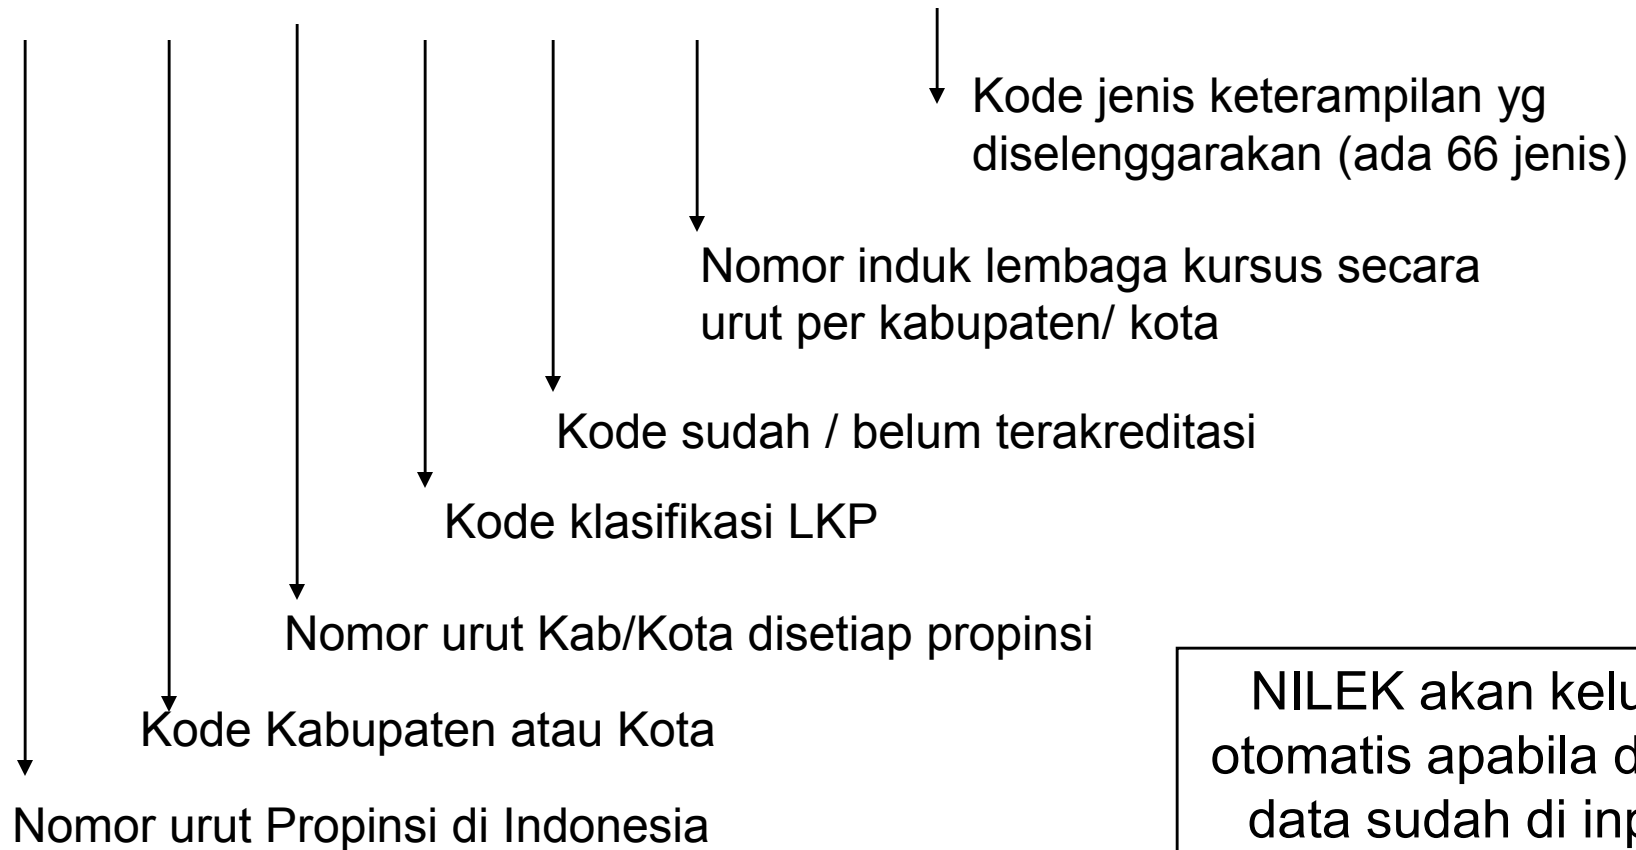 Kode jenis keterampilan yg
diselenggarakan (ada 66 jenis)
Nomor induk lembaga kursus secara
urut per kabupaten/ kota
Kode sudah / belum terakreditasi
Kode klasifikasi LKP
Nomor urut Kab/Kota disetiap propinsi
Kode Kabupaten atau Kota
Nomor urut Propinsi di Indonesia
NILEK akan
otomatis apabila
data sudah di